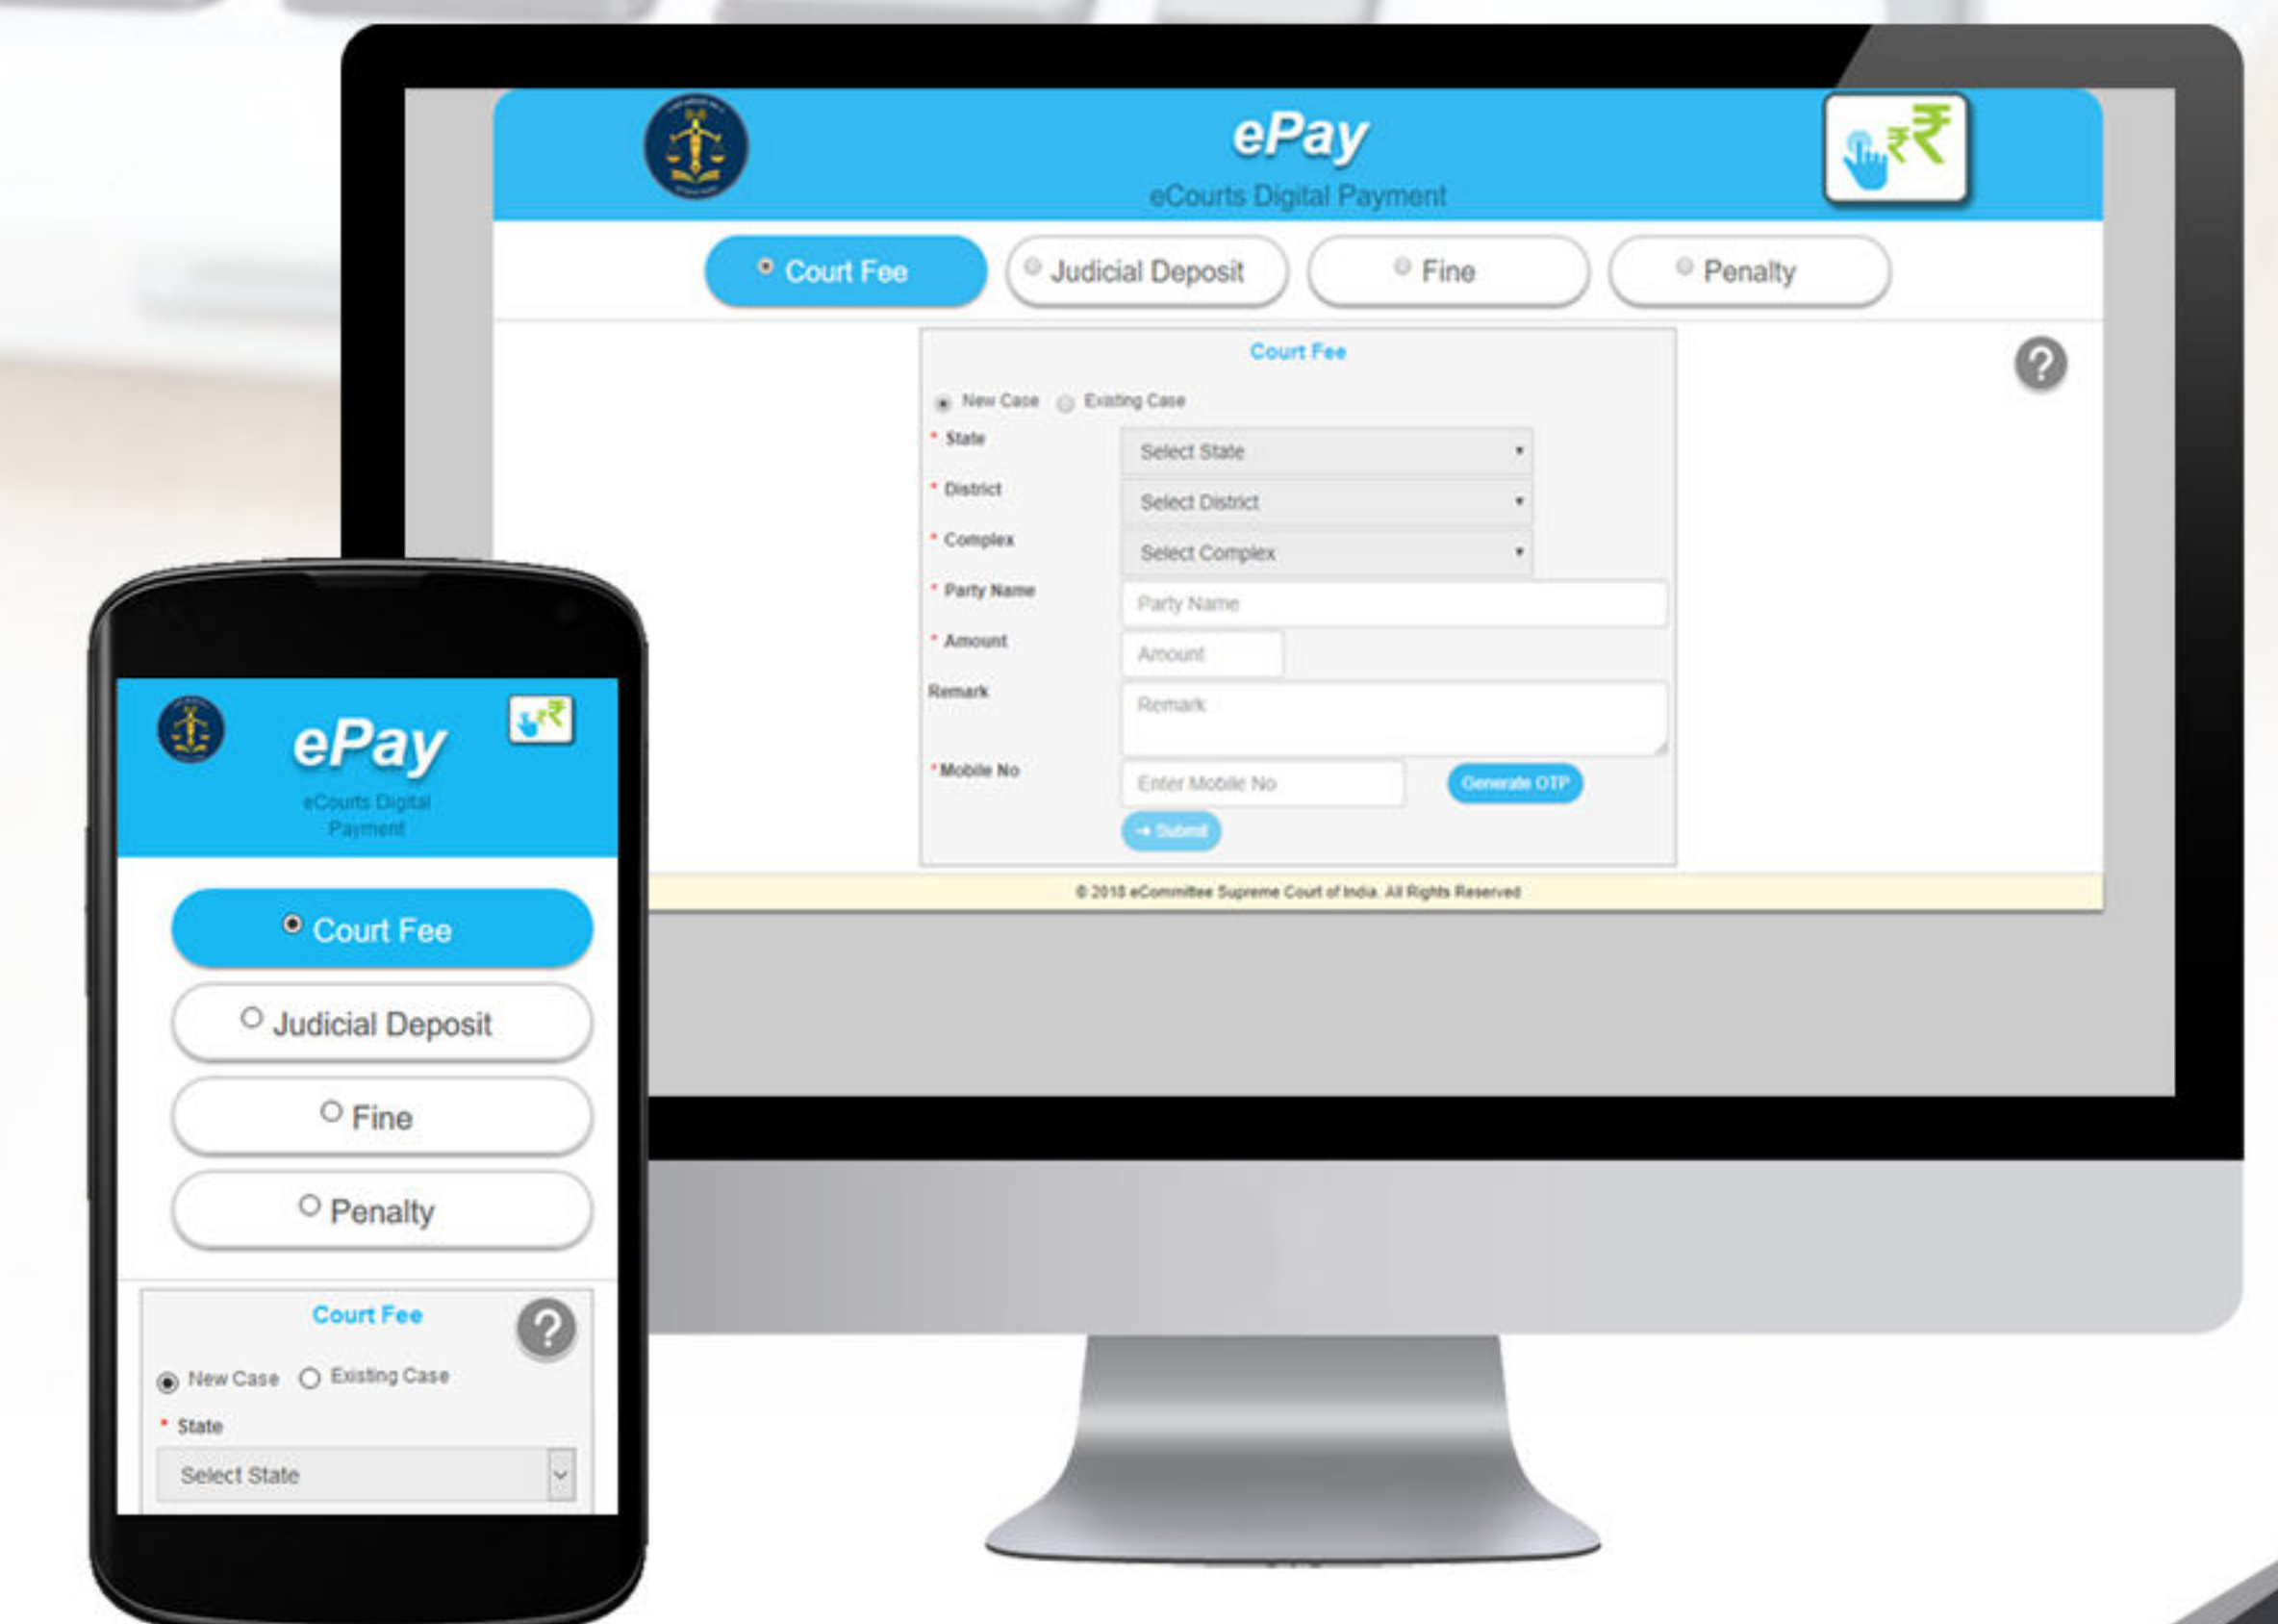 ePay
eCourts Digital Payment
Court Fee
Judicial Deposit
Fine
Penalty
Court Fee
?
New Case Existing Case
* State Select State
* District Select District
* Complex Select Complex
* Party Name Party Name
* Amount Amount
Remark Remark
* Mobile No Enter Mobile No Generate OTP
Submit
© 2018 eCommittee Supreme Court of India. All Rights Reserved
ePay
eCourts Digital
Payment
Court Fee
Judicial Deposit
Fine
Penalty
Court Fee
?
New Case Existing Case
* State
Select State